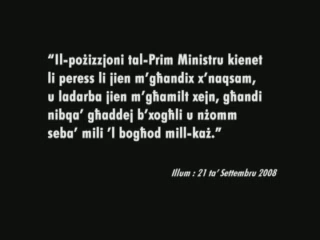 “Il-pożizzjoni tal-Prim Ministru kienet
li peress li jien m’għandix x’naqsam,
u ladarba jien m’għamilt xejn, għandi
nibqa’ għaddej b’xogħli u nżomm
seba’ mili ’l bogħod mill-każ.”
Illum : 21 ta’ Settembru 2008